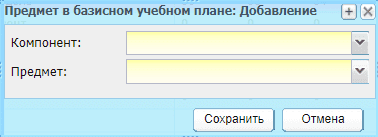 Предмет в базисном учебном плане: Добавление
Компонент:
Предмет:
Сохранить Отмена